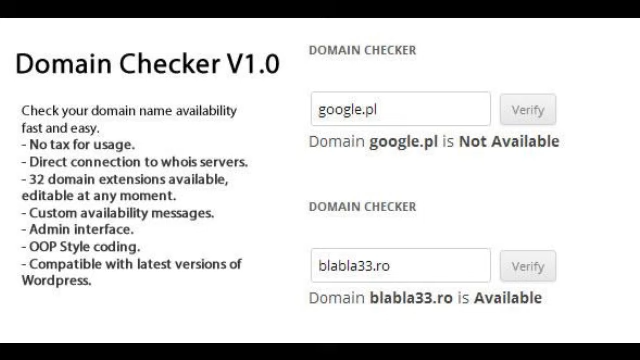 Domain Checker V1.0
Check your domain name availability
fast and easy.
- No tax for usage.
- Direct connection to whois servers.
- 32 domain extensions available,
editable at any moment.
- Custom availability messages.
- Admin interface.
- OOP Style coding.
- Compatible with latest versions of
Wordpress.
DOMAIN CHECKER
google.pl Verify
Domain google.pl is Not Available
DOMAIN CHECKER
blabla33.ro Verify
Domain blabla33.ro is Available